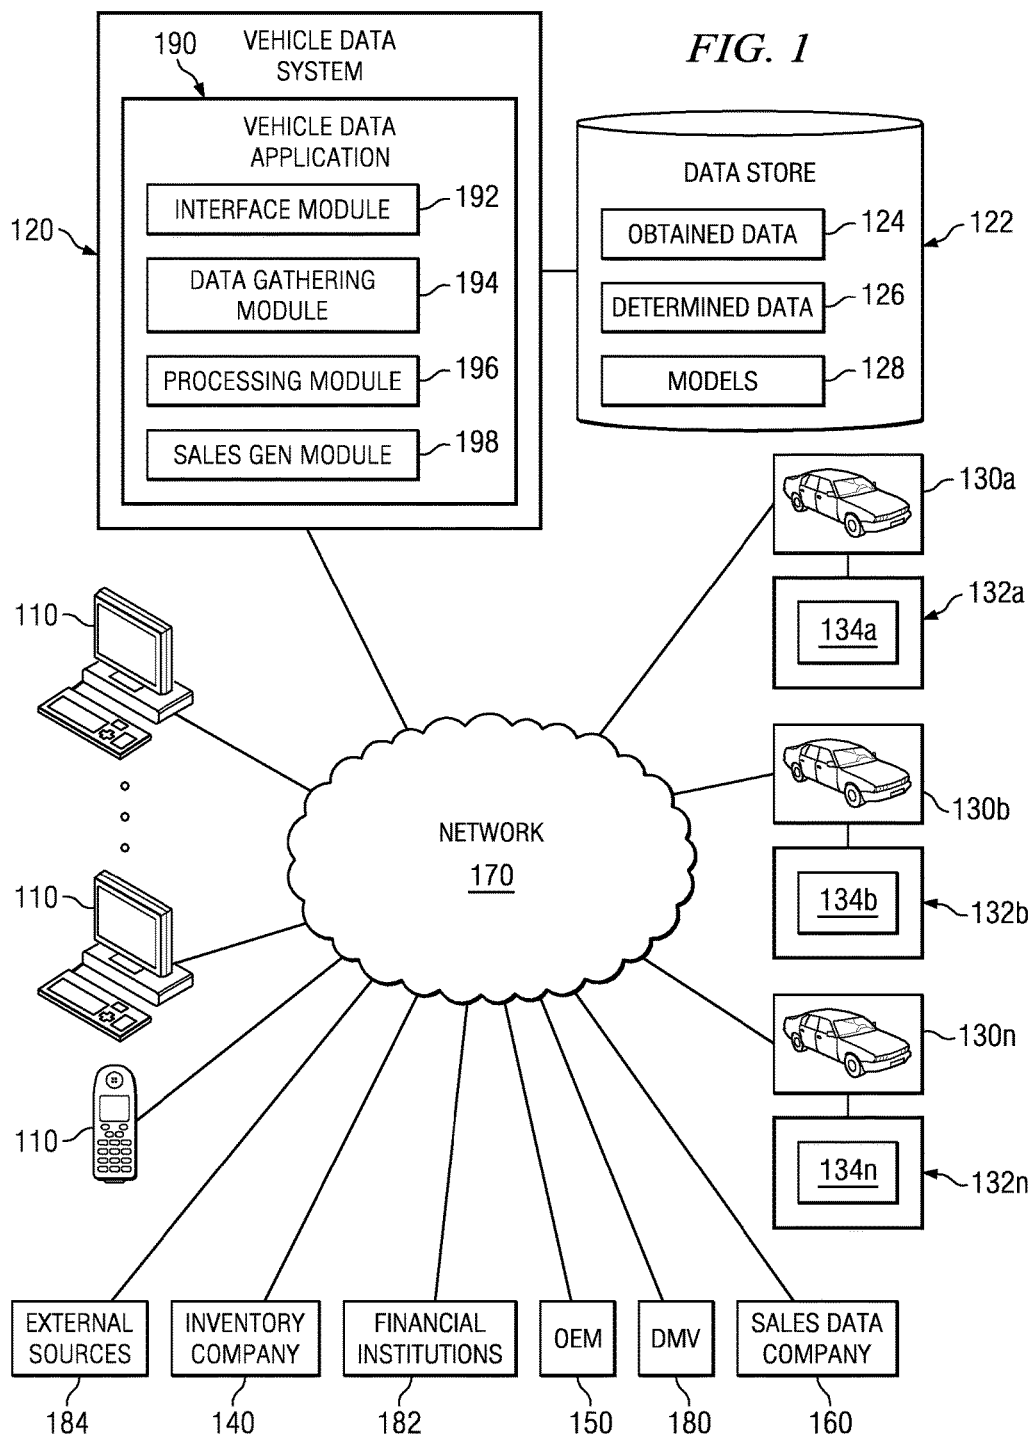 FIG. 1
VEHICLE DATA
SYSTEM
190
VEHICLE DATA
APPLICATION
INTERFACE MODULE
192
DATA GATHERING
MODULE
194
PROCESSING MODULE
196
SALES GEN MODULE
198
120
DATA STORE
OBTAINED DATA
124
DETERMINED DATA
126
MODELS
128
122
130a
132a
134a
130b
132b
134b
130n
132n
134n
110
110
110
NETWORK
170
EXTERNAL
SOURCES
184
INVENTORY
COMPANY
140
FINANCIAL
INSTITUTIONS
182
OEM
150
DMV
180
SALES DATA
COMPANY
160